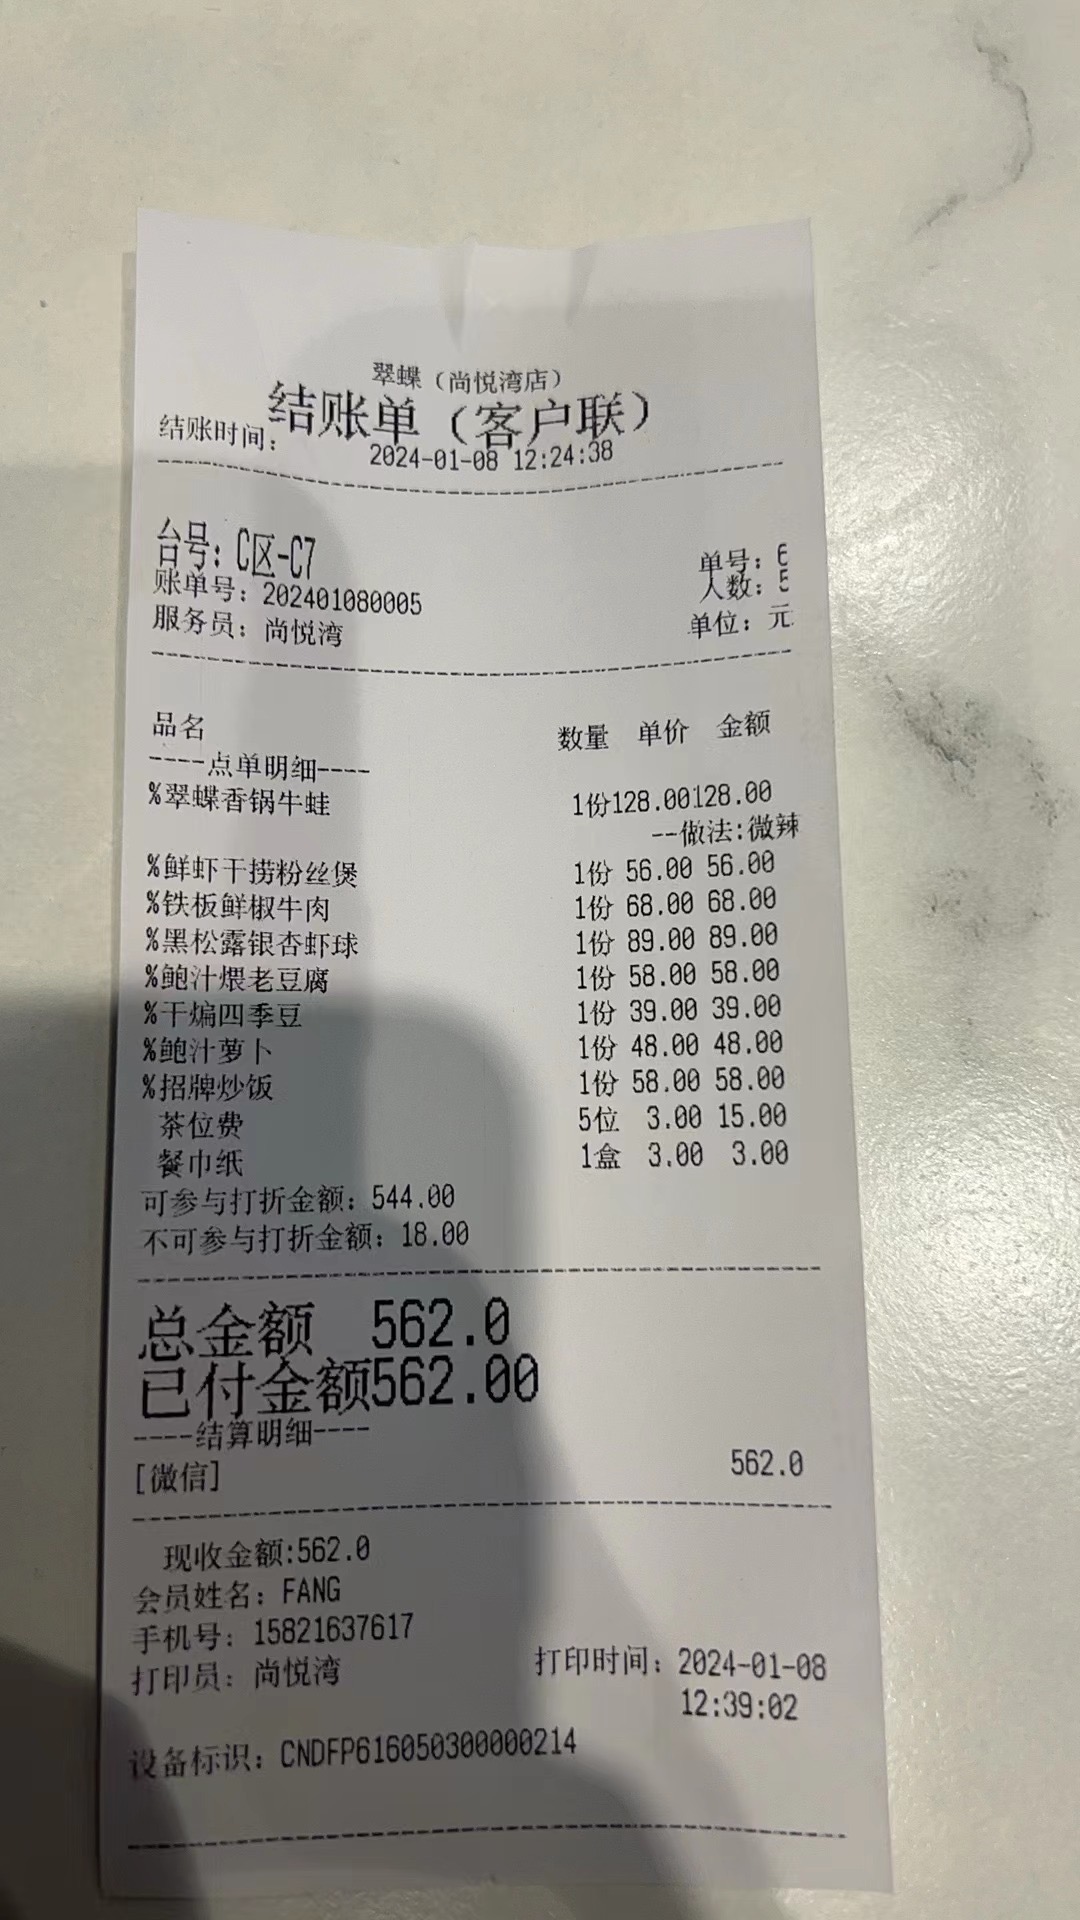 翠蝶（尚悦湾店）
结账单（客户联）
结账时间：2024-01-08 12:24:38
台号：C区-C7
单号：6
账单号：202401080005
人数：5
服务员：尚悦湾
单位：元
品名 数量 单价 金额
----点单明细----
%翠蝶香锅牛蛙 1份128.00128.00
--做法:微辣
%鲜虾干捞粉丝煲 1份 56.00 56.00
%铁板鲜椒牛肉 1份 68.00 68.00
%黑松露银杏虾球 1份 89.00 89.00
%鲍汁煨老豆腐 1份 58.00 58.00
%干煸四季豆 1份 39.00 39.00
%鲍汁萝卜 1份 48.00 48.00
%招牌炒饭 1份 58.00 58.00
茶位费 5位 3.00 15.00
餐巾纸 1盒 3.00 3.00
可参与打折金额：544.00
不可参与打折金额：18.00
总金额 562.0
已付金额562.00
----结算明细----
[微信] 562.0
现收金额:562.0
会员姓名：FANG
手机号：15821637617
打印员：尚悦湾 打印时间：2024-01-08
12:39:02
设备标识：CNDFP616050300000214